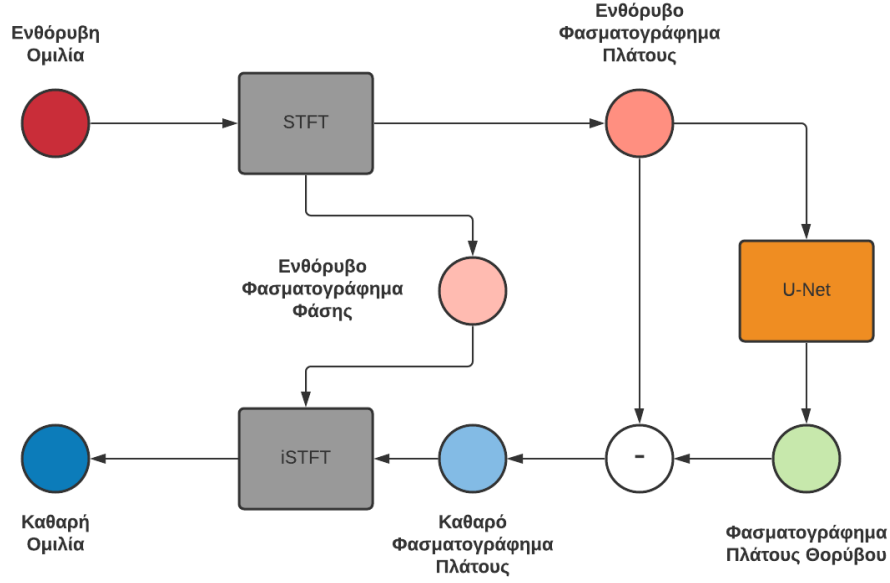 Ενθόρυβη
Ομιλία
Ενθόρυβο
Φασματογράφημα
Πλάτους
STFT
Ενθόρυβο
Φασματογράφημα
Φάσης
U-Net
iSTFT
-
Καθαρή
Ομιλία
Καθαρό
Φασματογράφημα
Πλάτους
Φασματογράφημα
Πλάτους Θορύβου